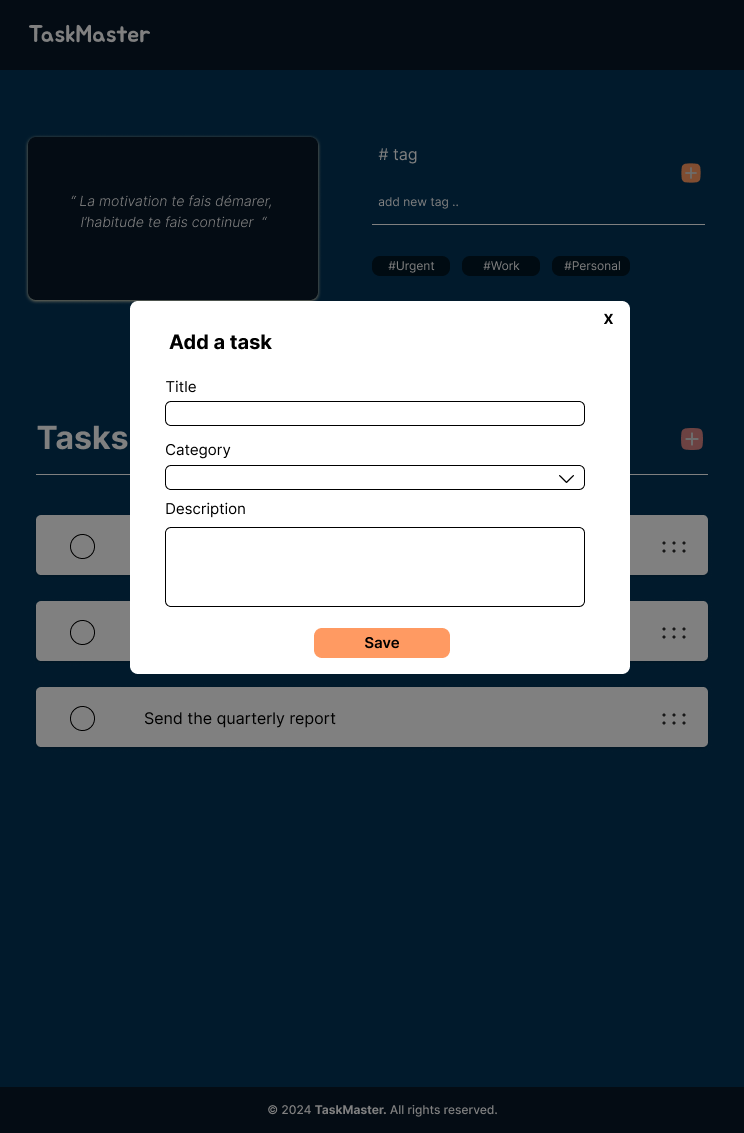 TaskMaster
“ La motivation te fais démarer,
l’habitude te fais continuer “
# tag
add new tag ..
#Urgent #Work #Personal
X
Add a task
Title
Tasks
Category
Description
Save
Send the quarterly report
© 2024 TaskMaster. All rights reserved.